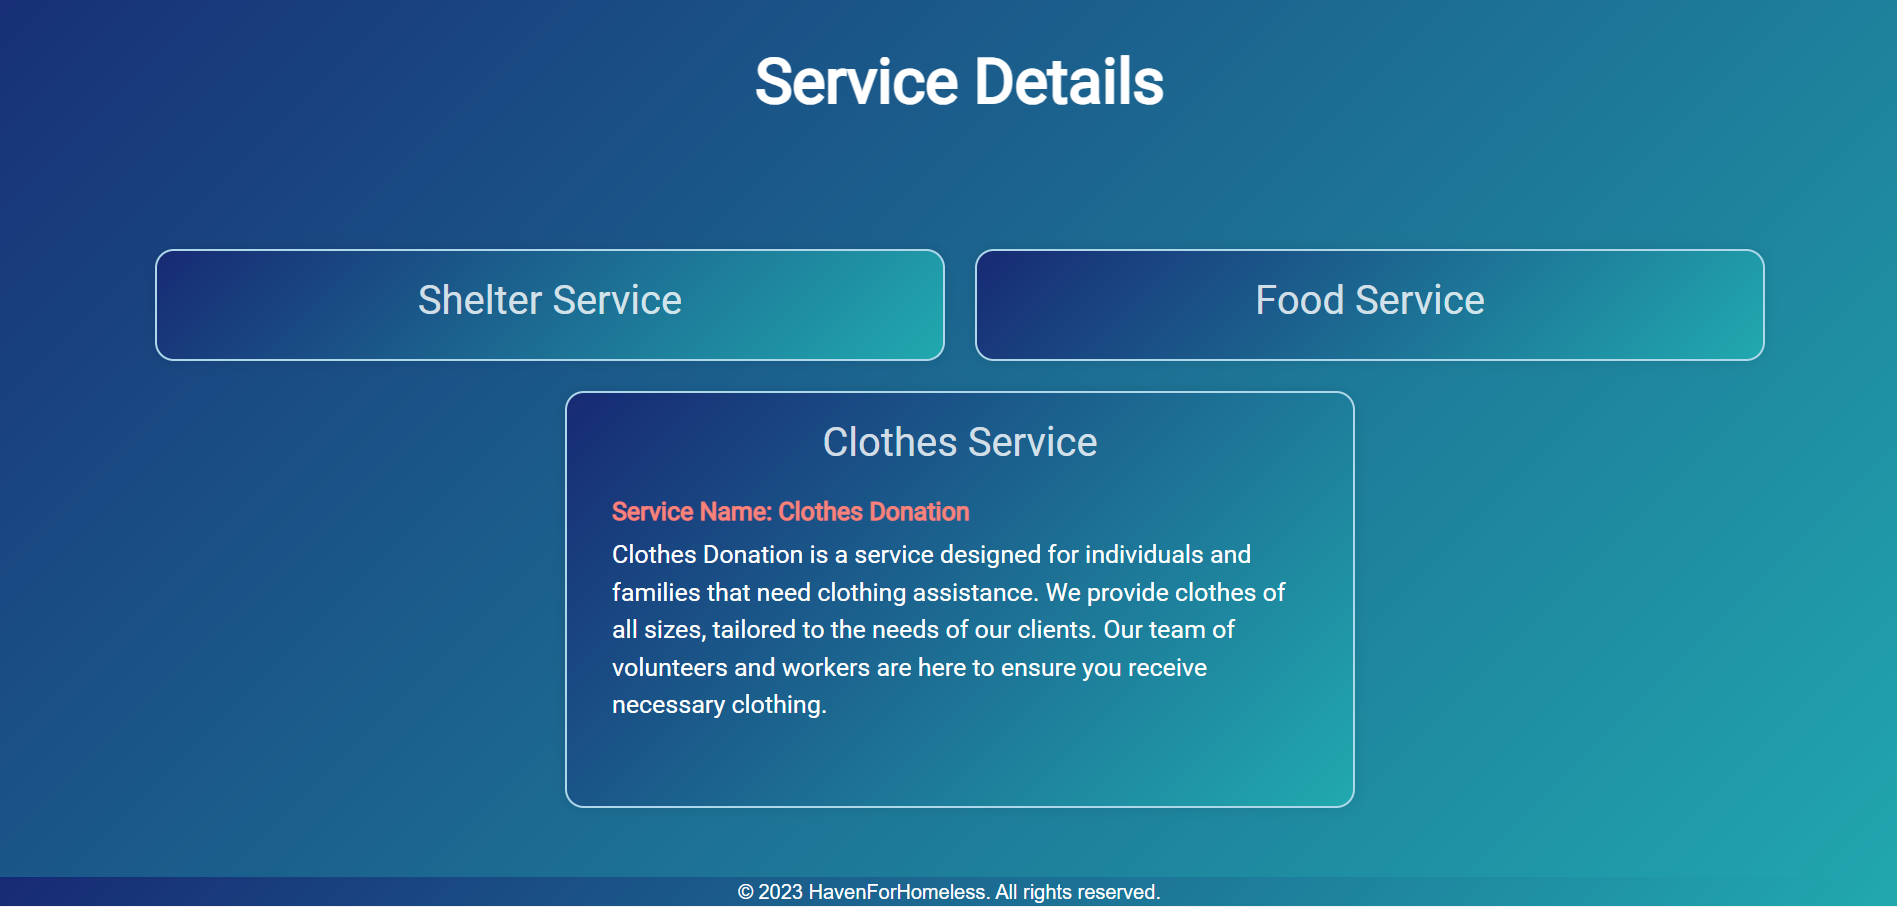 Service Details
Shelter Service
Food Service
Clothes Service
Service Name: Clothes Donation
Clothes Donation is a service designed for individuals and
families that need clothing assistance. We provide clothes of
all sizes, tailored to the needs of our clients. Our team of
volunteers and workers are here to ensure you receive
necessary clothing.
© 2023 HavenForHomeless. All rights reserved.